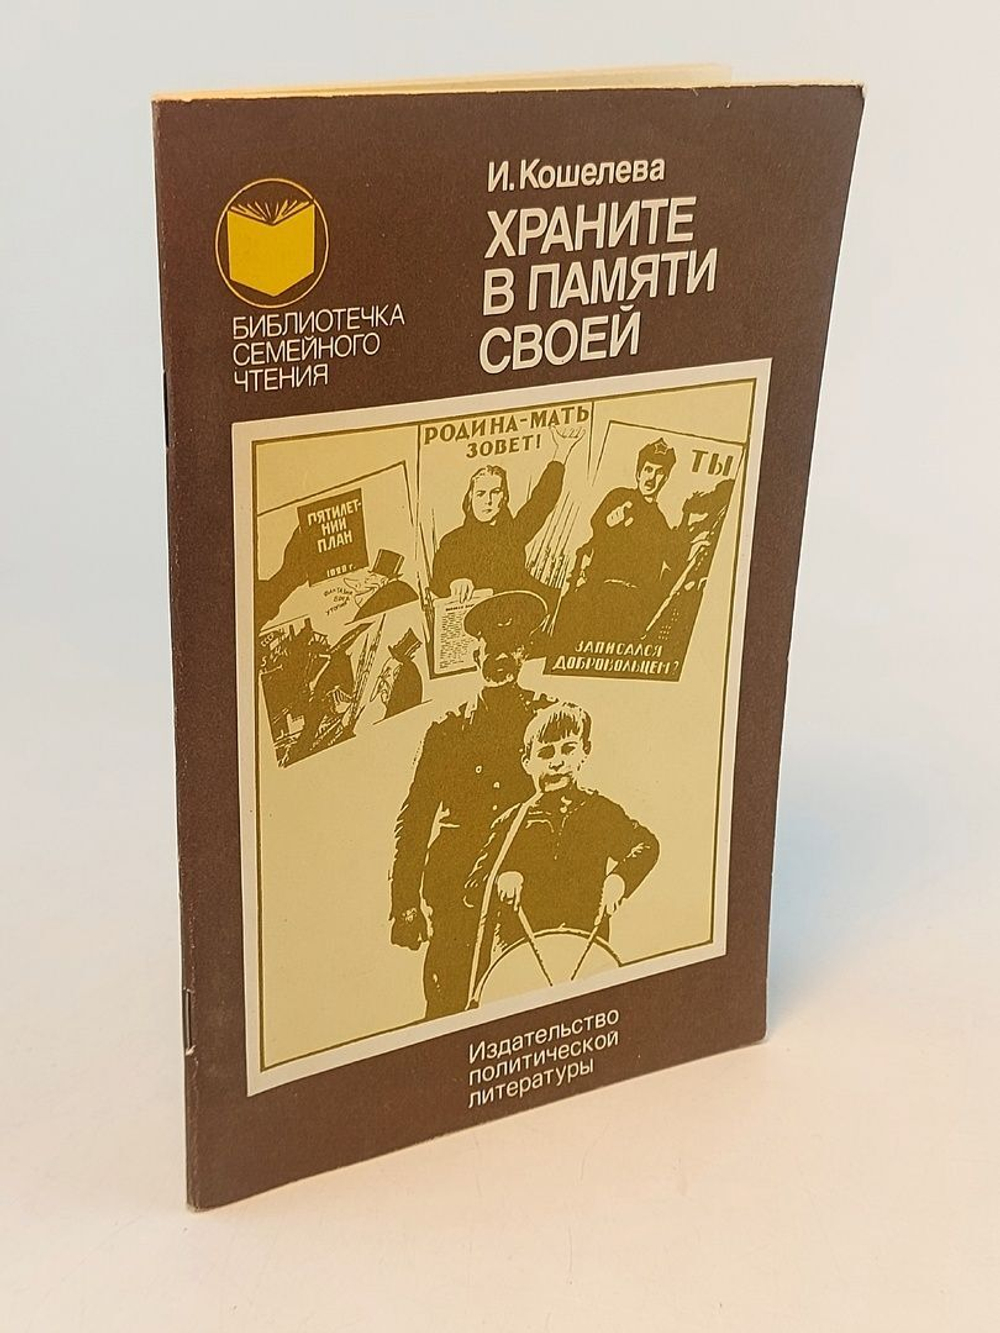 И. Кошелева
ХРАНИТЕ
В ПАМЯТИ
СВОЕЙ
БИБЛИОТЕЧКА
СЕМЕЙНОГО
ЧТЕНИЯ
РОДИНА-МАТЬ
ЗОВЕТ!
ТЫ
ЗАПИСАЛСЯ
ДОБРОВОЛЬЦЕМ?
ПЯТИЛЕТ-
НИЙ
ПЛАН
Издательство
политической
литературы